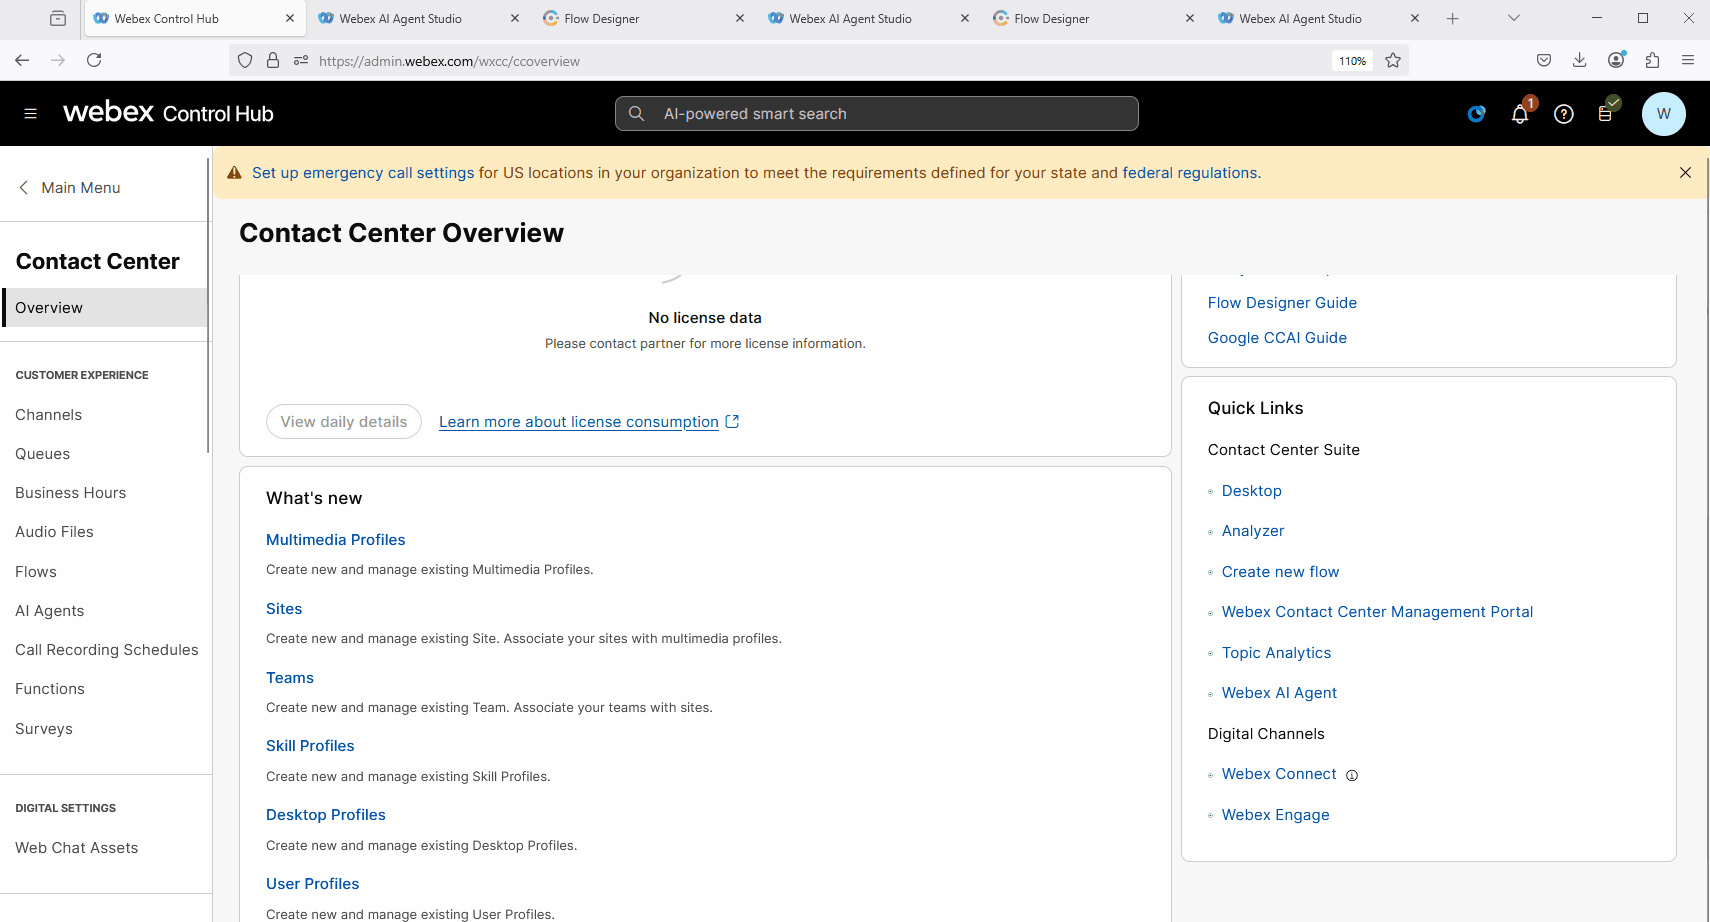 Webex Control Hub
Webex AI Agent Studio
Flow Designer
Webex AI Agent Studio
Flow Designer
Webex AI Agent Studio
https://admin.webex.com/wxcc/ccoverview
110%
webex Control Hub
AI-powered smart search
1
W
Main Menu
Set up emergency call settings for US locations in your organization to meet the requirements defined for your state and federal regulations.
Contact Center
Overview
CUSTOMER EXPERIENCE
Channels
Queues
Business Hours
Audio Files
Flows
AI Agents
Call Recording Schedules
Functions
Surveys
DIGITAL SETTINGS
Web Chat Assets
Contact Center Overview
No license data
Please contact partner for more license information.
View daily details
Learn more about license consumption
What's new
Multimedia Profiles
Create new and manage existing Multimedia Profiles.
Sites
Create new and manage existing Site. Associate your sites with multimedia profiles.
Teams
Create new and manage existing Team. Associate your teams with sites.
Skill Profiles
Create new and manage existing Skill Profiles.
Desktop Profiles
Create new and manage existing Desktop Profiles.
User Profiles
Create new and manage existing User Profiles.
Flow Designer Guide
Google CCAI Guide
Quick Links
Contact Center Suite
Desktop
Analyzer
Create new flow
Webex Contact Center Management Portal
Topic Analytics
Webex AI Agent
Digital Channels
Webex Connect
Webex Engage